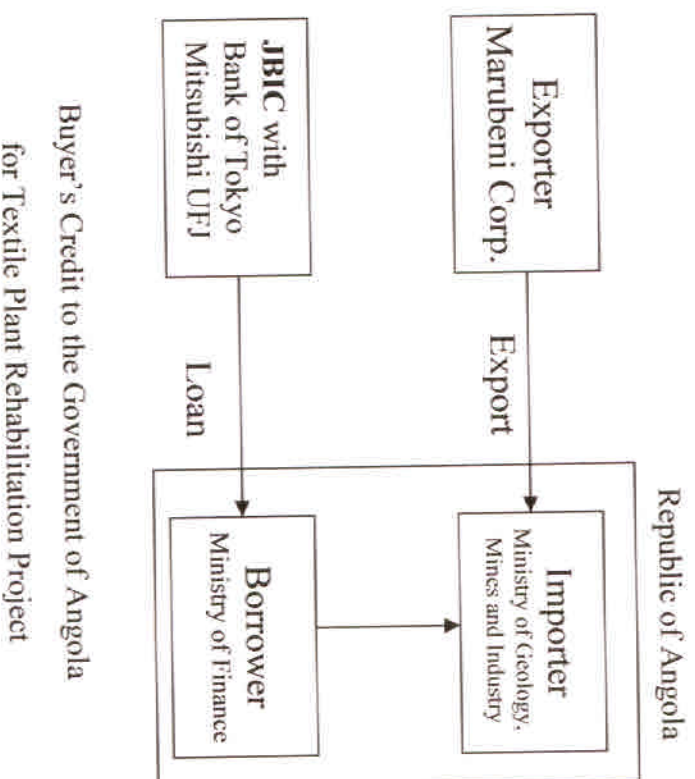 Republic of Angola
Exporter
Marubeni Corp.
Export
Importer
Ministry of Geology,
Mines and Industry
JBIC with
Bank of Tokyo
Mitsubishi UFJ
Loan
Borrower
Ministry of Finance
Buyer's Credit to the Government of Angola
for Textile Plant Rehabilitation Project